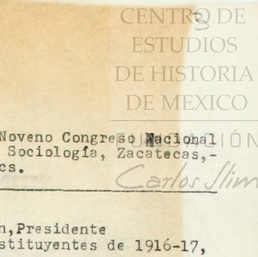 CENTRO DE
ESTUDIOS
DE HISTORIA
DE MEXICO
FUNDACIÓN
Carlos Slim
Noveno Congreso Nacional
Sociología, Zacatecas,-
cs.
n,Presidente
stituyentes de 1916-17,